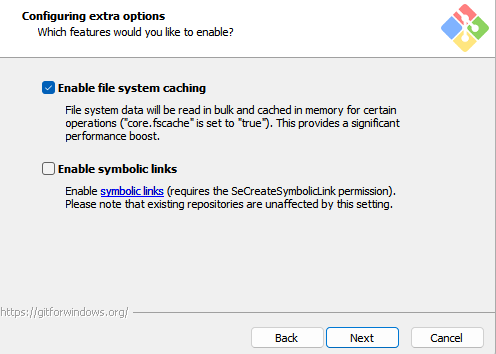 Configuring extra options
Which features would you like to enable?
Enable file system caching
File system data will be read in bulk and cached in memory for certain
operations ("core.fscache" is set to "true"). This provides a significant
performance boost.
Enable symbolic links
Enable symbolic links (requires the SeCreateSymbolicLink permission).
Please note that existing repositories are unaffected by this setting.
https://gitforwindows.org/
Back
Next
Cancel